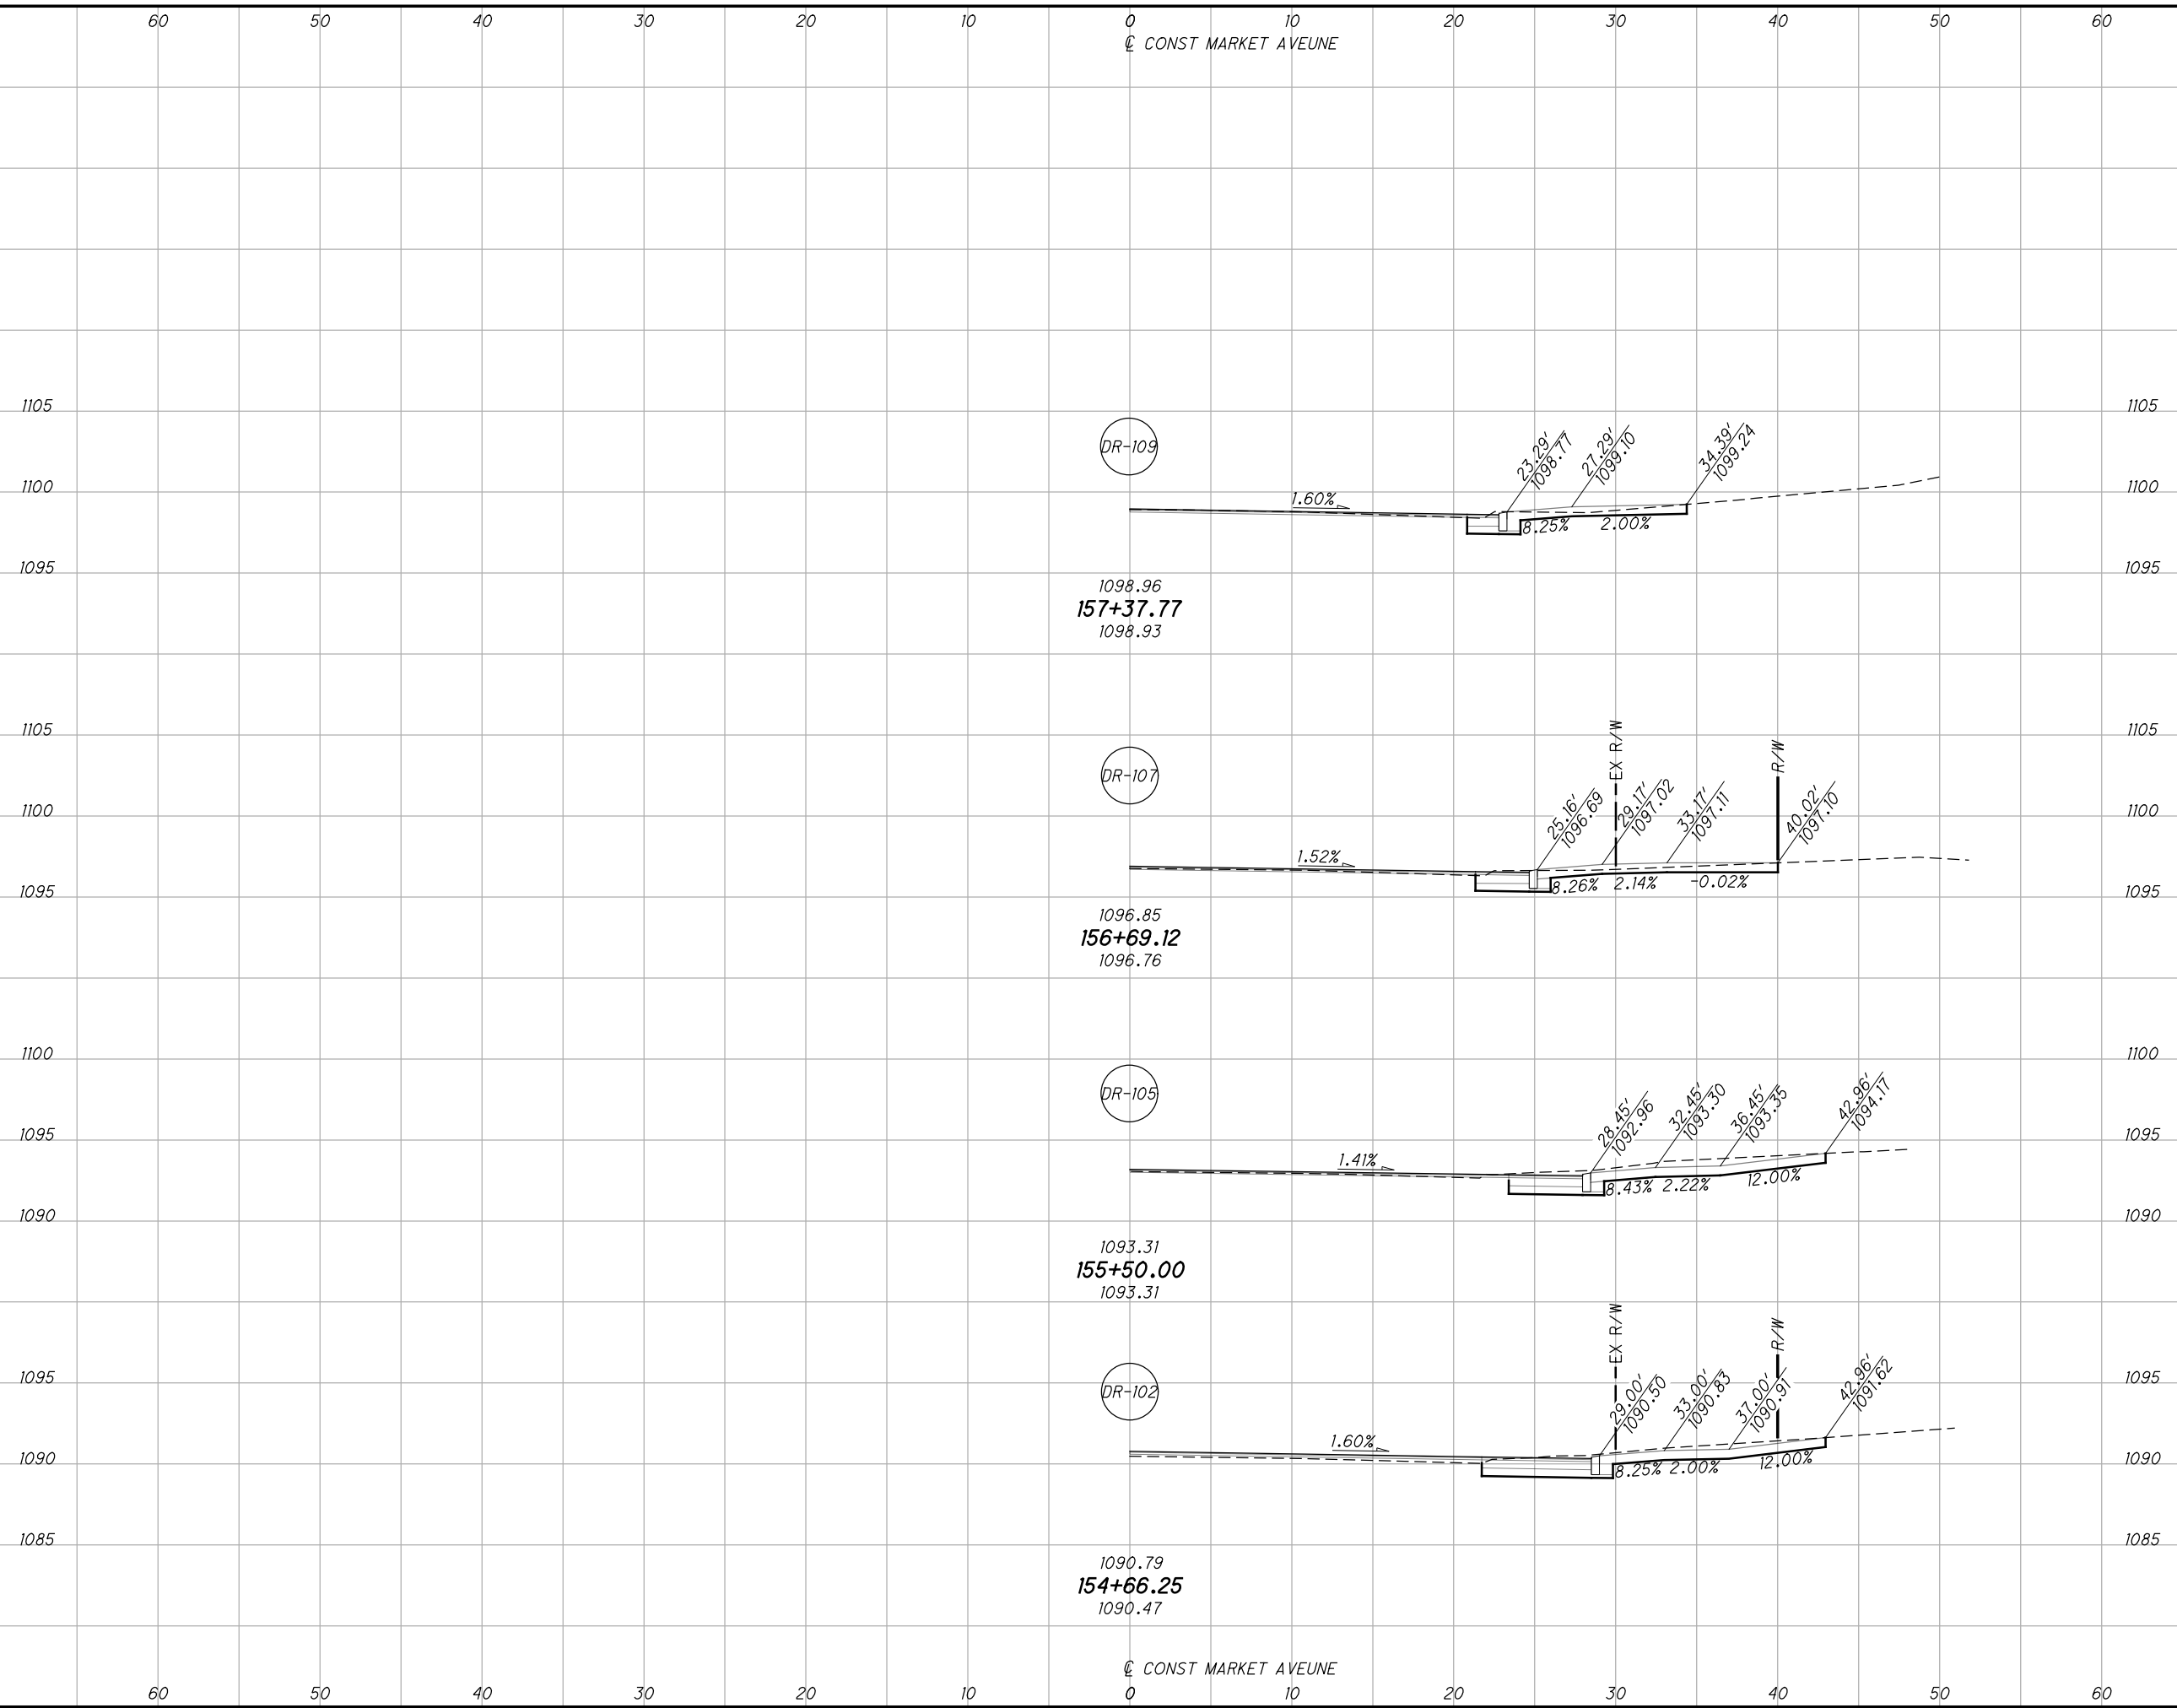 60 50 40 30 20 10 0 10 20 30 40 50 60
℄ CONST MARKET AVEUNE
1105 1105
DR-109
23.29' 1098.77
27.29' 1099.10
34.39' 1099.24
1100 1100
1.60%
8.25% 2.00%
1095 1095
1098.96
157+37.77
1098.93
1105 1105
EX R/W
R/W
DR-107
25.16' 1096.69
29.17' 1097.02
33.17' 1097.11
40.02' 1097.10
1100 1100
1.52%
8.26% 2.14% -0.02%
1095 1095
1096.85
156+69.12
1096.76
1100 1100
DR-105
28.45' 1092.96
32.45' 1093.30
36.45' 1093.35
42.96' 1094.17
1095 1095
1.41%
8.43% 2.22% 12.00%
1090 1090
1093.31
155+50.00
1093.31
EX R/W
R/W
1095 1095
DR-102
29.00' 1090.50
33.00' 1090.83
37.00' 1090.91
42.96' 1091.62
1.60%
1090 1090
8.25% 2.00% 12.00%
1085 1085
1090.79
154+66.25
1090.47
℄ CONST MARKET AVEUNE
60 50 40 30 20 10 0 10 20 30 40 50 60